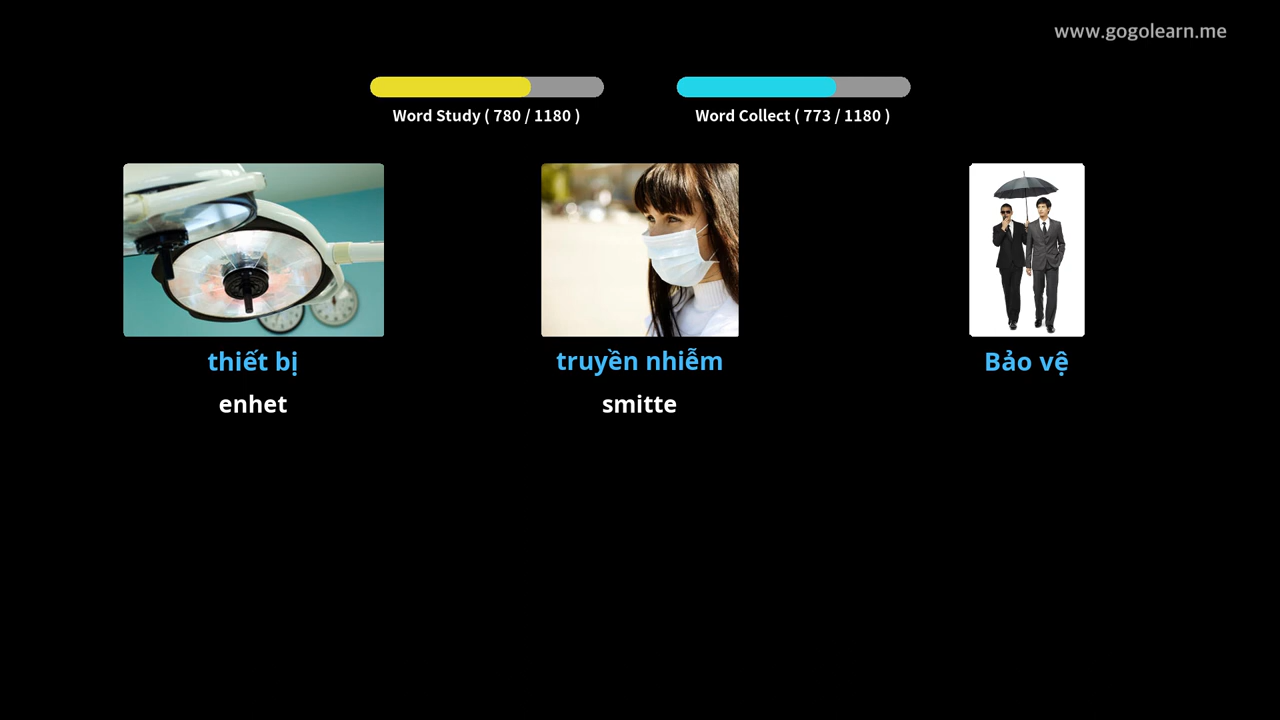 www.gogolearn.me
Word Study ( 780 / 1180 )
Word Collect ( 773 / 1180 )
thiết bị
enhet
truyền nhiễm
smitte
Bảo vệ